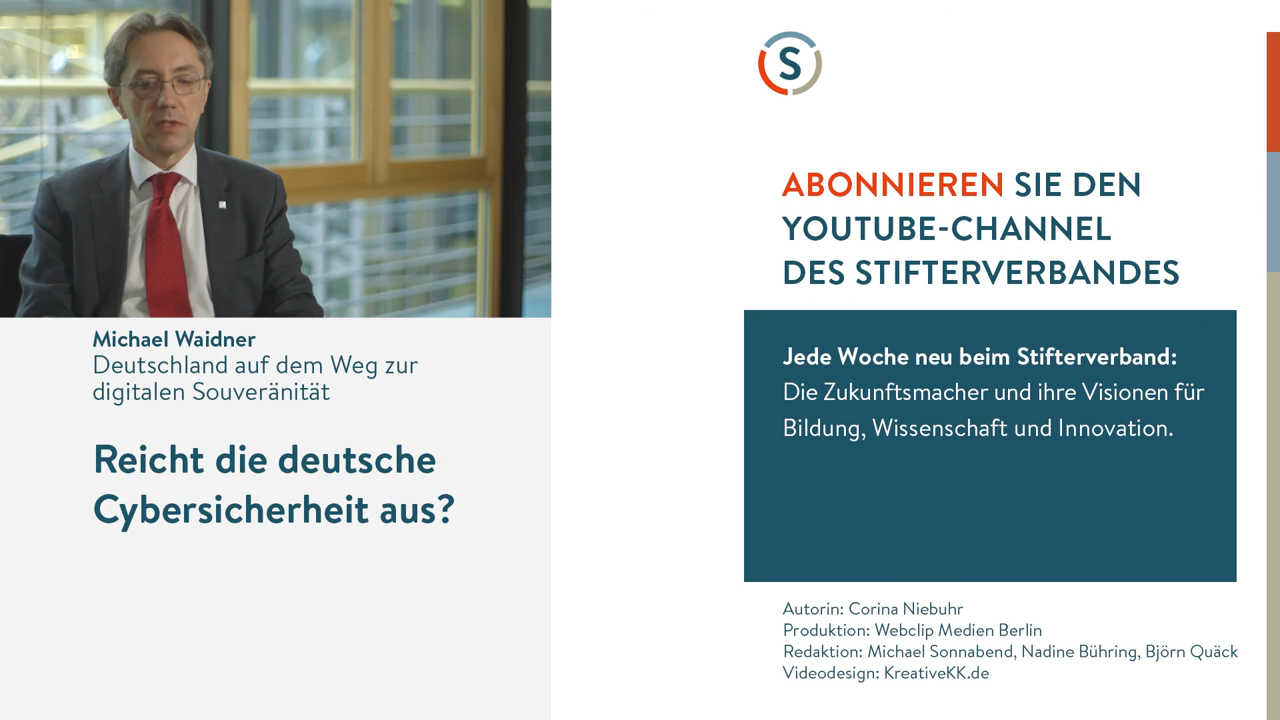 Michael Waidner
Deutschland auf dem Weg zur
digitalen Souveränität
Reicht die deutsche
Cybersicherheit aus?
S
ABONNIEREN SIE DEN
YOUTUBE-CHANNEL
DES STIFTERVERBANDES
Jede Woche neu beim Stifterverband:
Die Zukunftsmacher und ihre Visionen für
Bildung, Wissenschaft und Innovation.
Autorin: Corina Niebuhr
Produktion: Webclip Medien Berlin
Redaktion: Michael Sonnabend, Nadine Bühring, Björn Quäck
Videodesign: KreativeKK.de